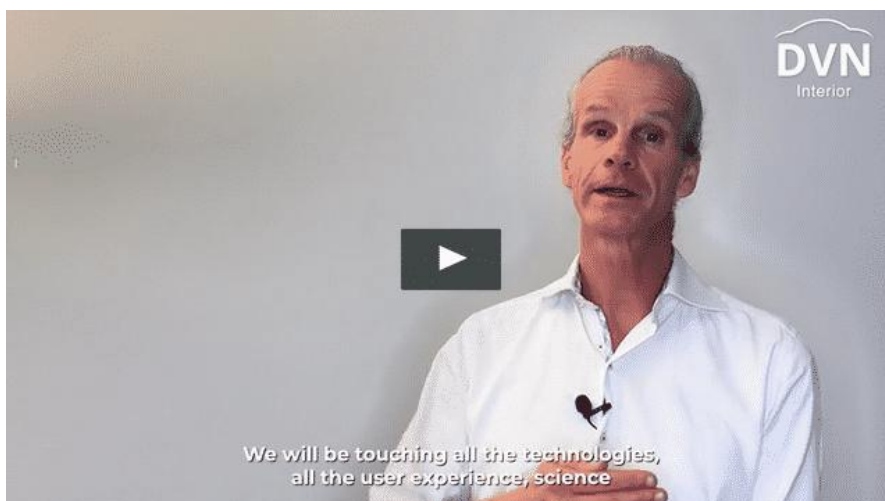 DVN
Interior
We will be touching all the technologies,
all the user experience, science